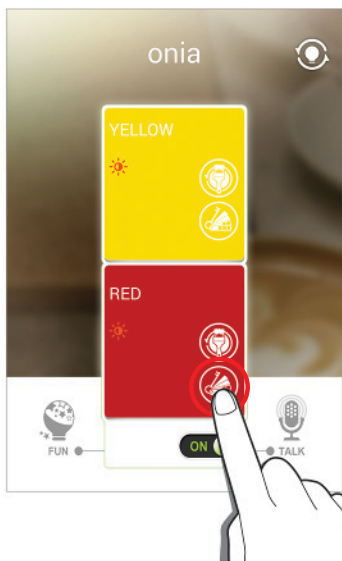 onia
YELLOW
RED
ON
FUN
TALK